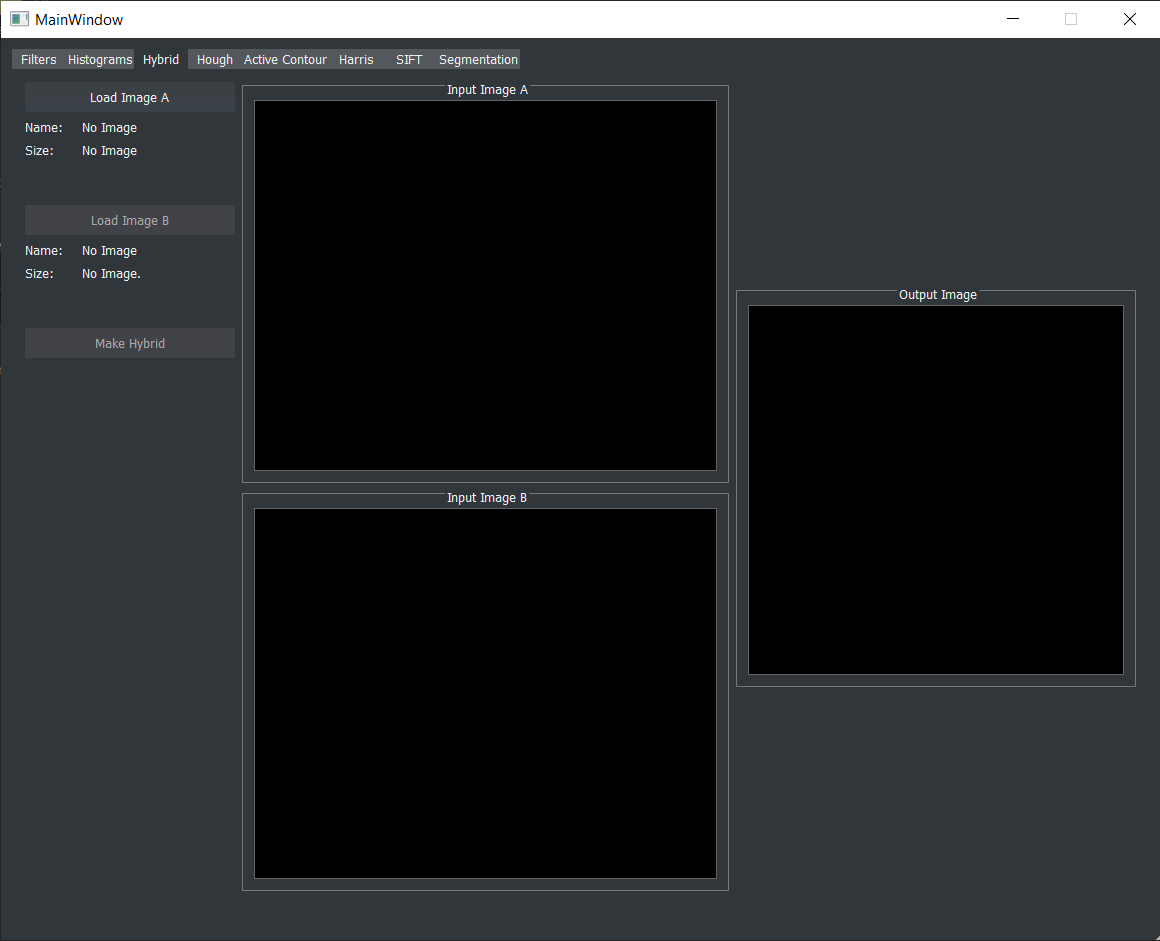 MainWindow
Filters Histograms Hybrid Hough Active Contour Harris SIFT Segmentation
Load Image A
Name: No Image
Size: No Image
Load Image B
Name: No Image
Size: No Image.
Make Hybrid
Input Image A
Input Image B
Output Image